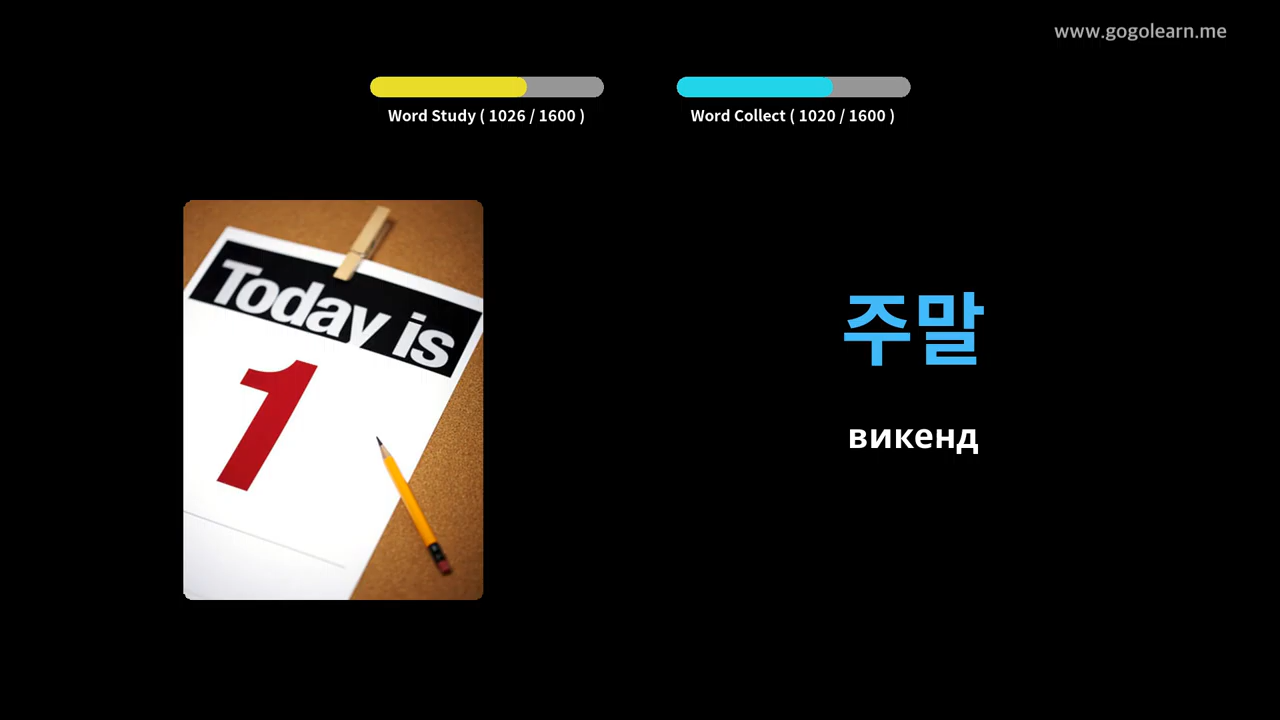 www.gogolearn.me
Word Study ( 1026 / 1600 )
Word Collect ( 1020 / 1600 )
Today is
1
주말
викенд